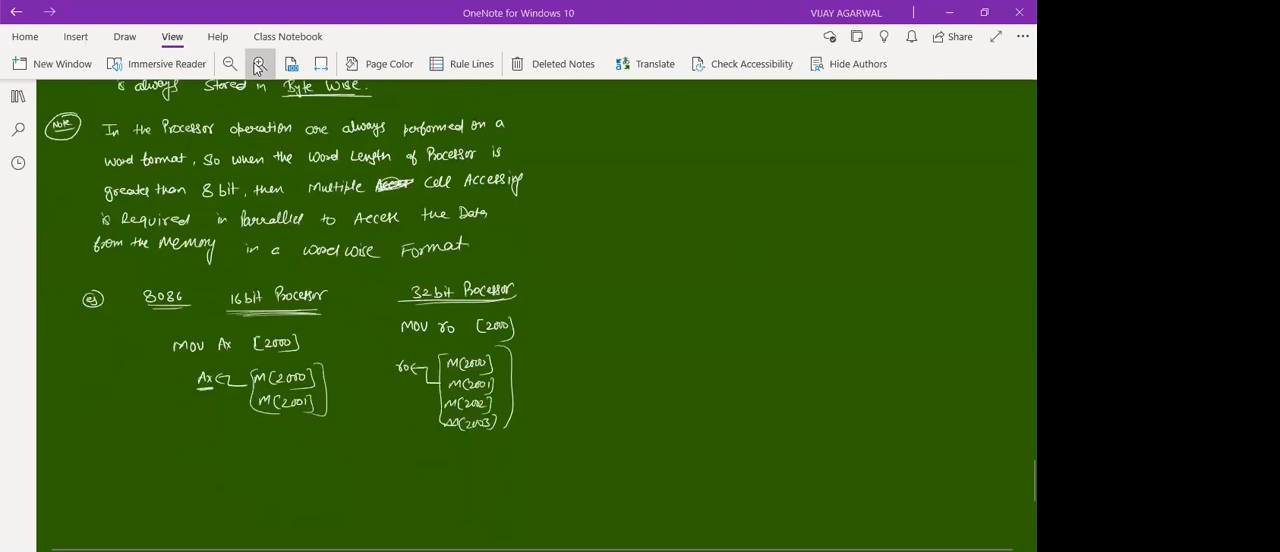 OneNote for Windows 10
VIJAY AGARWAL
Home Insert Draw View Help Class Notebook Share
New Window Immersive Reader Page Color Rule Lines Deleted Notes Translate Check Accessibility Hide Authors
is always stored in Byte Wise.
Note
In the Processor operation are always performed on a
word format, so when the word Length of Processor is
greater than 8 bit, then Multiple Cell Accessing
is Required in Parrallel to Access the Data
from the Memory in a wordwise Format
eg 8086 16 bit Processor 32 bit Processor
MOV r0 [2000]
MOV Ax [2000]
r0 M[2000]
Ax M[2000]
M[2001]
M[2001]
M[2002]
M[2003]